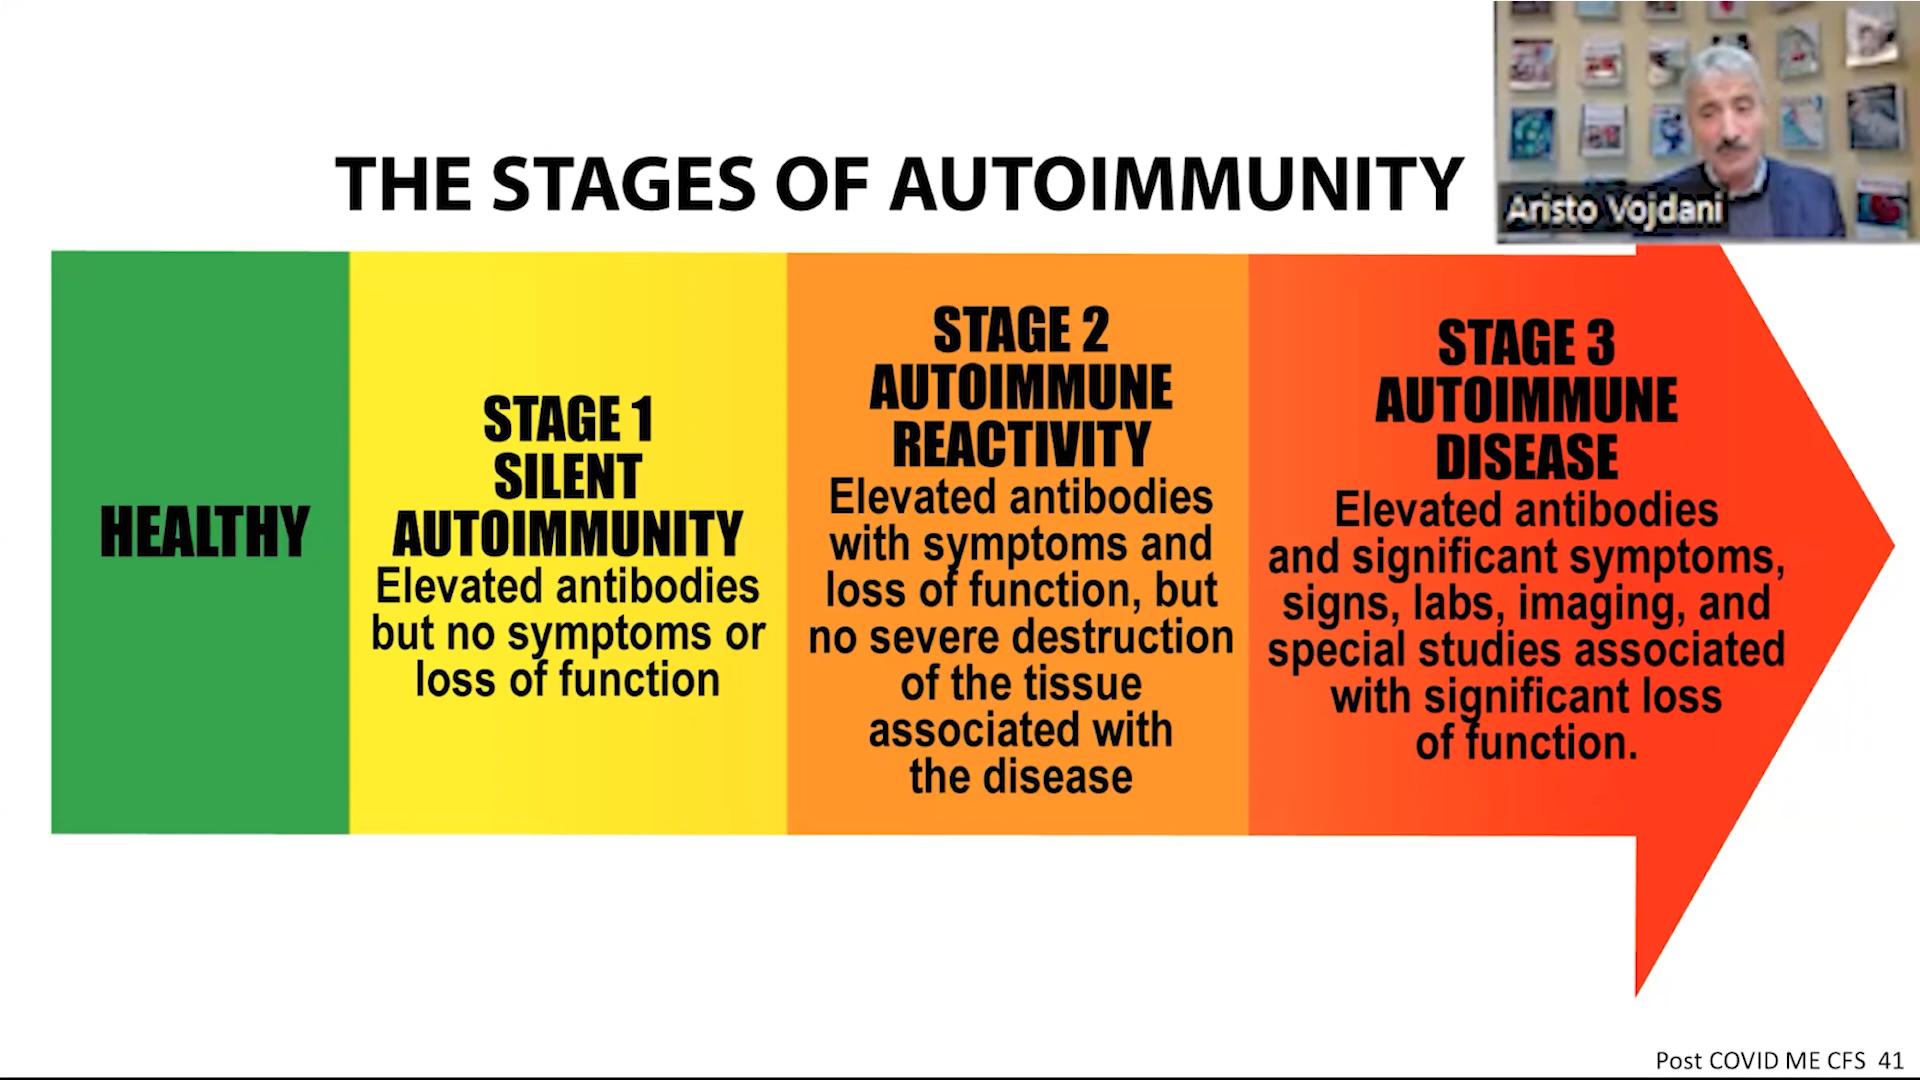 THE STAGES OF AUTOIMMUNITY
Aristo Vojdani
HEALTHY
STAGE 1
SILENT
AUTOIMMUNITY
Elevated antibodies
but no symptoms or
loss of function
STAGE 2
AUTOIMMUNE
REACTIVITY
Elevated antibodies
with symptoms and
loss of function, but
no severe destruction
of the tissue
associated with
the disease
STAGE 3
AUTOIMMUNE
DISEASE
Elevated antibodies
and significant symptoms,
signs, labs, imaging, and
special studies associated
with significant loss
of function.
Post COVID ME CFS 41